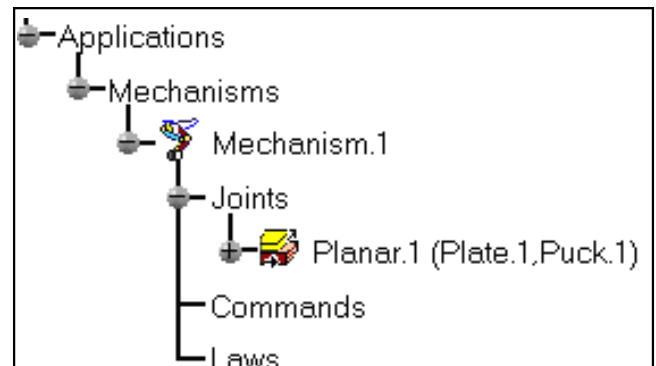 Applications
Mechanisms
Mechanism.1
Joints
Planar.1 (Plate.1,Puck.1)
Commands
Laws